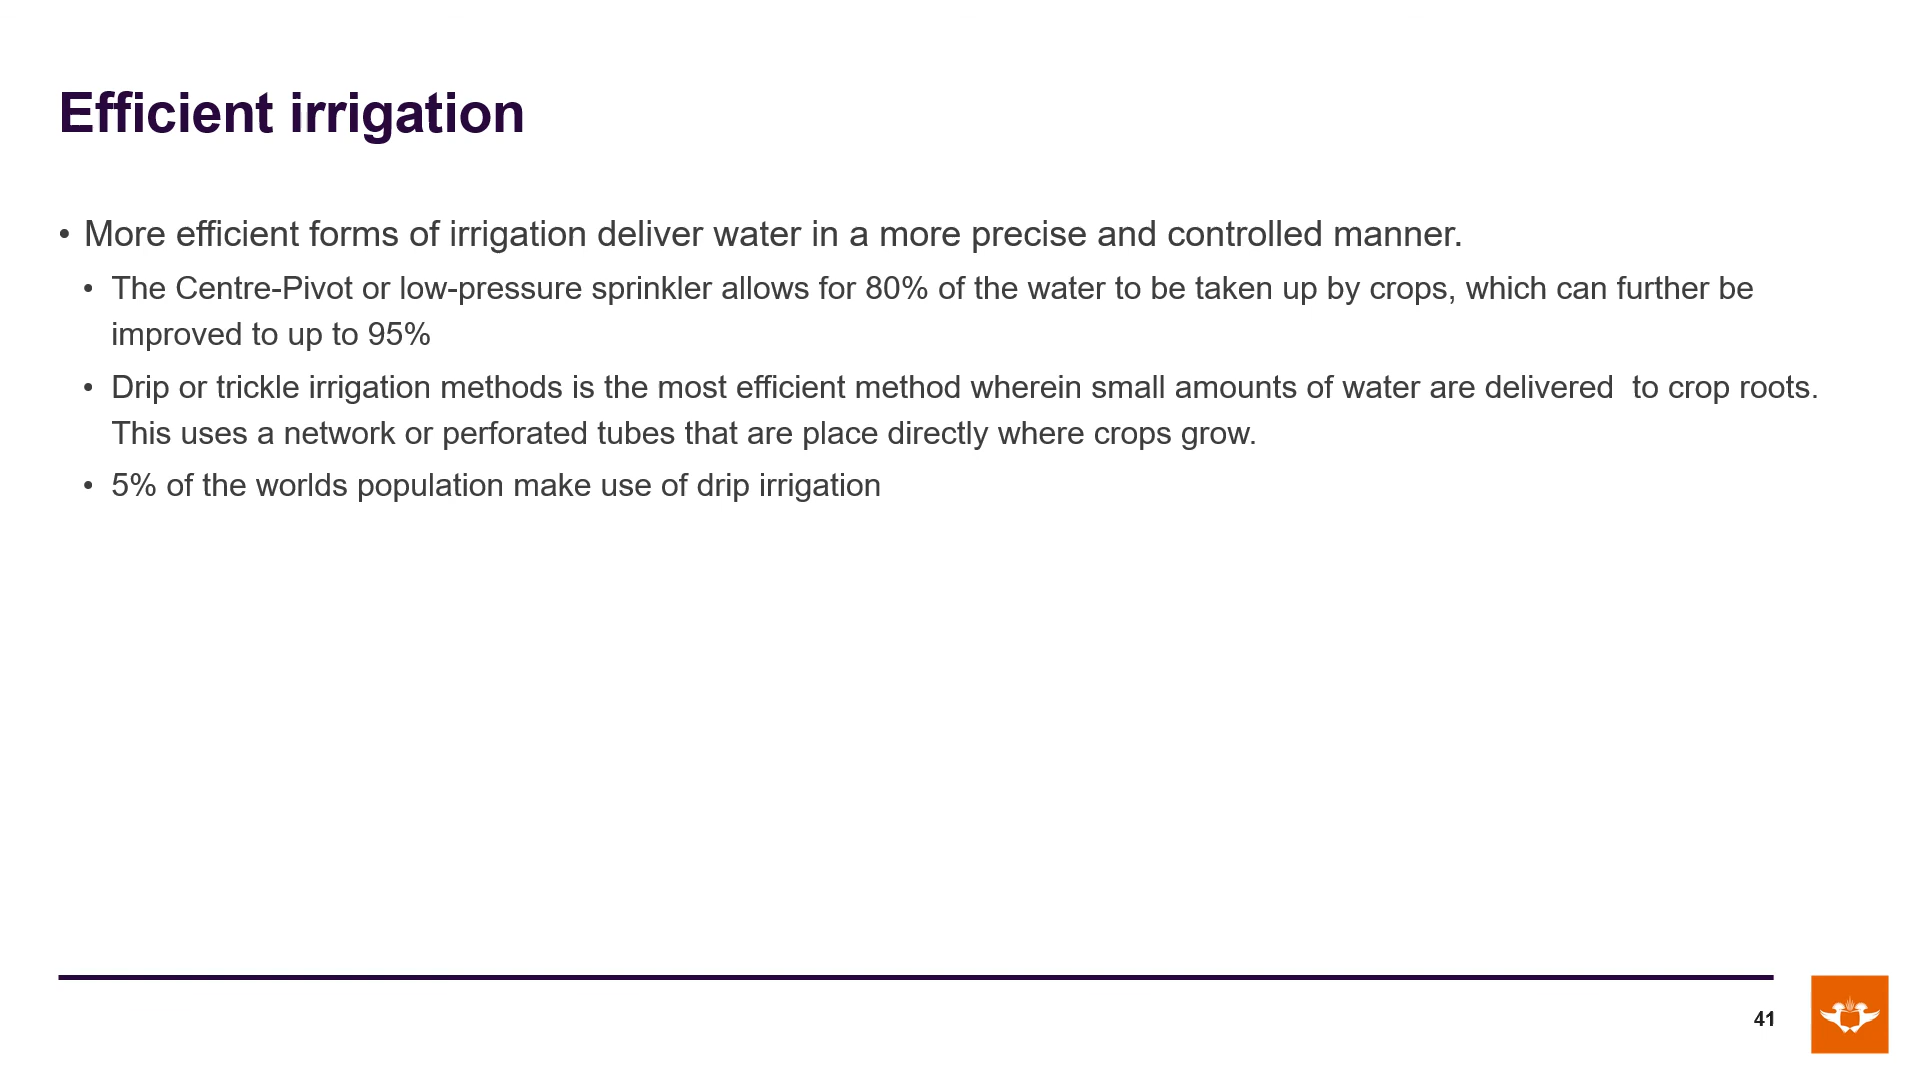 Efficient irrigation
• More efficient forms of irrigation deliver water in a more precise and controlled manner.
• The Centre-Pivot or low-pressure sprinkler allows for 80% of the water to be taken up by crops, which can further be
improved to up to 95%
• Drip or trickle irrigation methods is the most efficient method wherein small amounts of water are delivered  to crop roots.
This uses a network or perforated tubes that are place directly where crops grow.
• 5% of the worlds population make use of drip irrigation
41